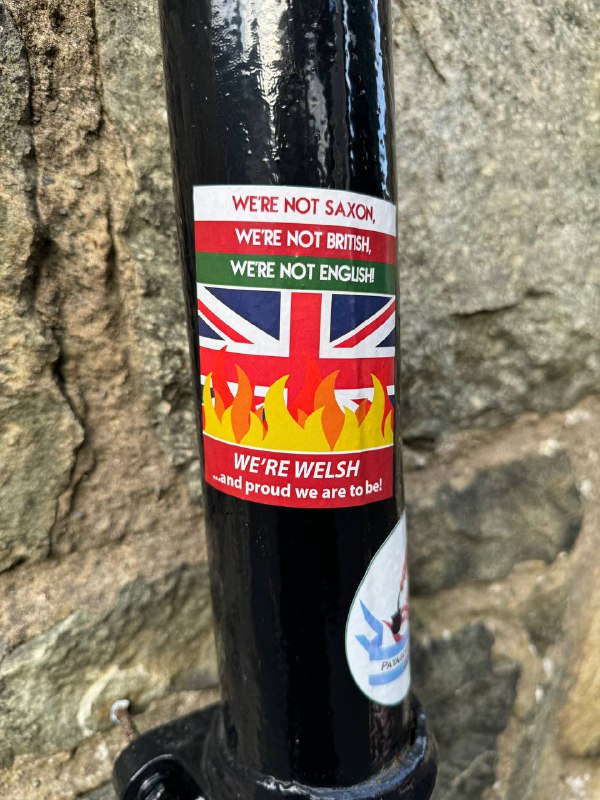 WE'RE NOT SAXON,
WE'RE NOT BRITISH,
WE'RE NOT ENGLISH!
WE'RE WELSH
...and proud we are to be!